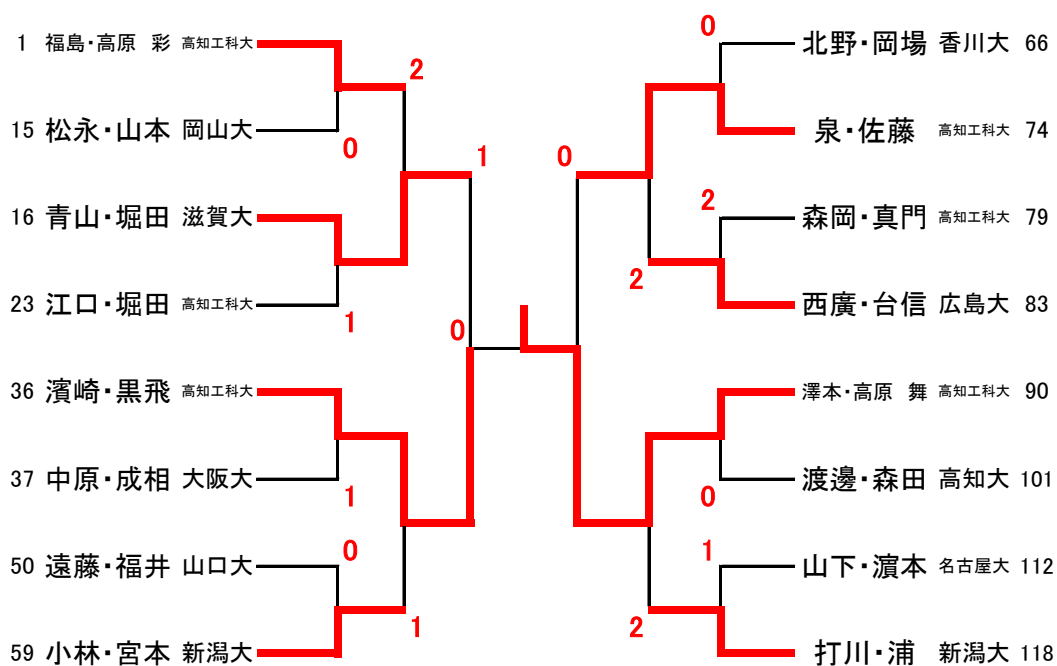 1 福島・高原 彩 高知工科大
2
15 松永・山本 岡山大
0
1
16 青山・堀田 滋賀大
23 江口・堀田 高知工科大
1
0
36 濱崎・黒飛 高知工科大
37 中原・成相 大阪大
1
0
50 遠藤・福井 山口大
1
59 小林・宮本 新潟大
0
北野・岡場 香川大 66
泉・佐藤 高知工科大 74
0
2
森岡・真門 高知工科大 79
2
西廣・台信 広島大 83
澤本・高原 舞 高知工科大 90
渡邊・森田 高知大 101
0
1
山下・濵本 名古屋大 112
2
打川・浦 新潟大 118